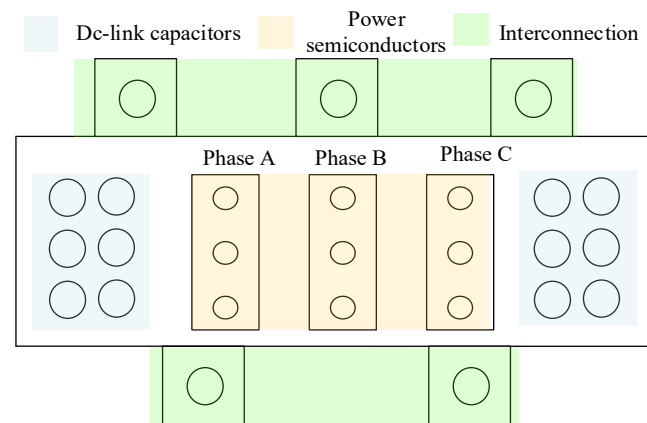 Dc-link capacitors
Power
semiconductors
Interconnection
Phase A
Phase B
Phase C